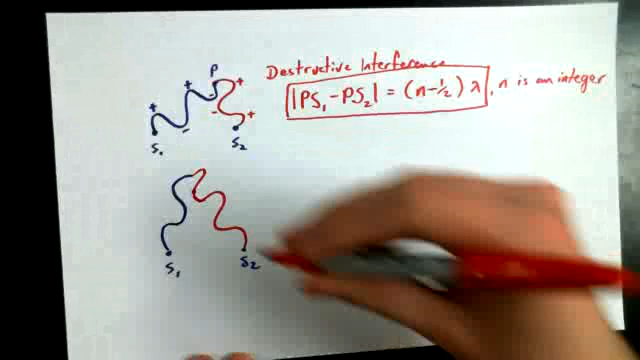 Destructive Interference
|PS₁ - PS₂| = (n - 1/2) λ , n is an integer
P
+ + + +
- - -
S₁ S₂
S₁ S₂